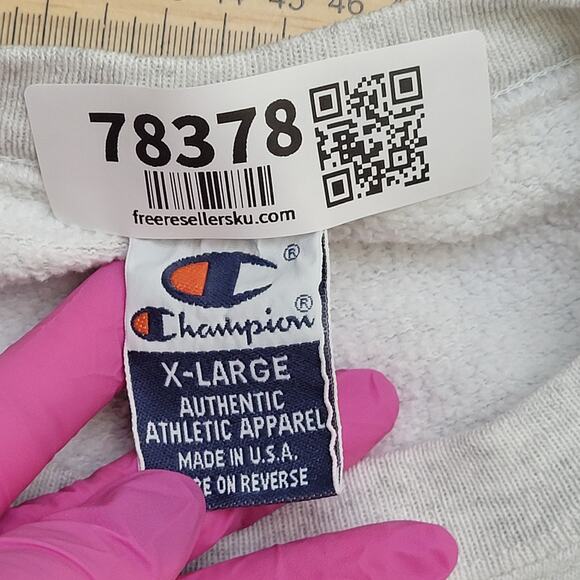 45 46
78378
freeresellersku.com
®
Champion®
X-LARGE
AUTHENTIC
ATHLETIC APPAREL
MADE IN U.S.A.
ON REVERSE